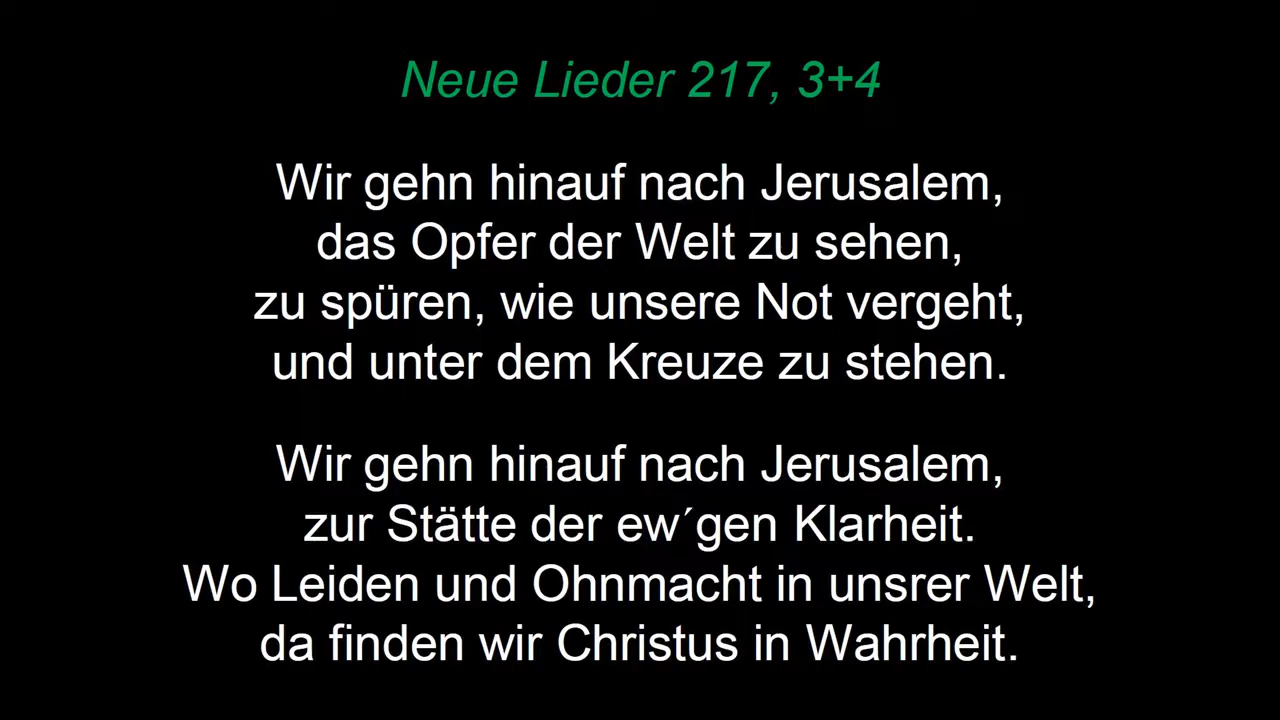 Neue Lieder 217, 3+4
Wir gehn hinauf nach Jerusalem,
das Opfer der Welt zu sehen,
zu spüren, wie unsere Not vergeht,
und unter dem Kreuze zu stehen.
Wir gehn hinauf nach Jerusalem,
zur Stätte der ew´gen Klarheit.
Wo Leiden und Ohnmacht in unsrer Welt,
da finden wir Christus in Wahrheit.